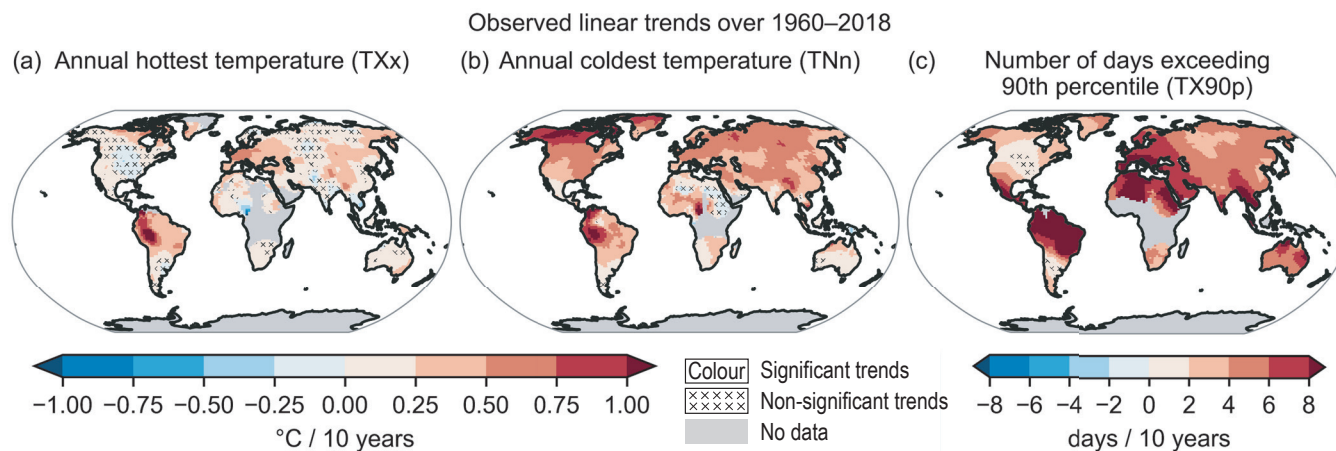 Observed linear trends over 1960–2018
(a) Annual hottest temperature (TXx)
(b) Annual coldest temperature (TNn)
(c) Number of days exceeding
90th percentile (TX90p)
−1.00 −0.75 −0.50 −0.25 0.00 0.25 0.50 0.75 1.00
°C / 10 years
Colour Significant trends
Non-significant trends
No data
−8 −6 −4 −2 0 2 4 6 8
days / 10 years